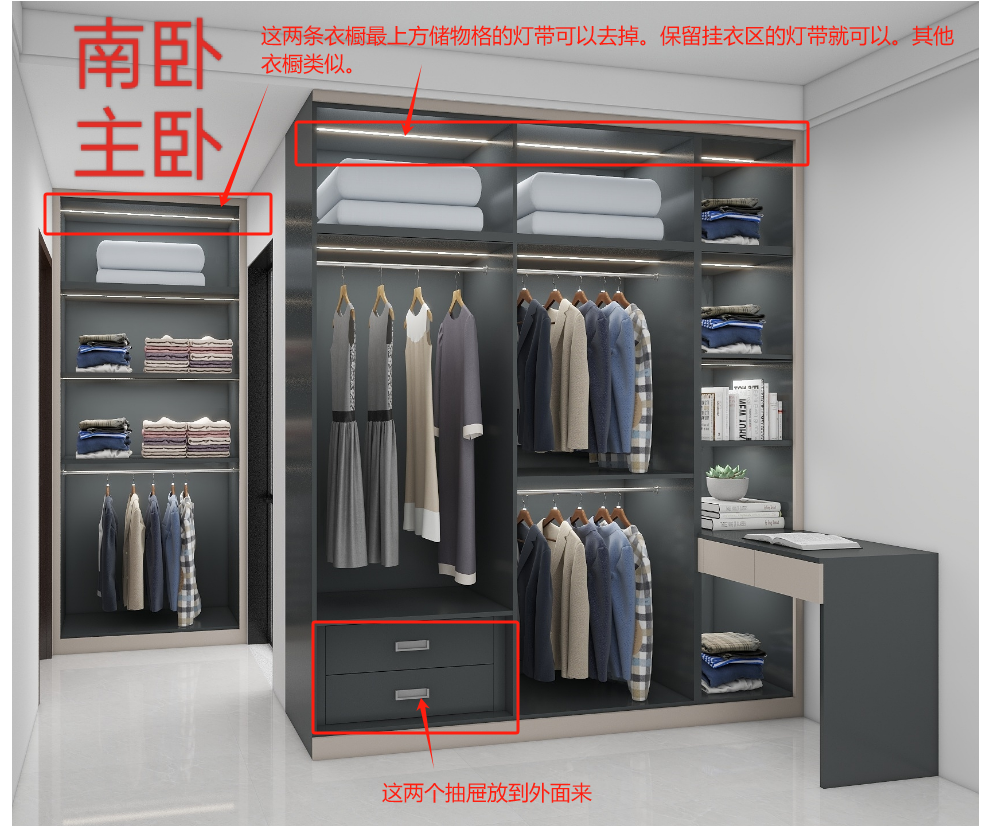 南卧
主卧
这两条衣橱最上方储物格的灯带可以去掉。保留挂衣区的灯带就可以。其他
衣橱类似。
这两个抽屉放到外面来